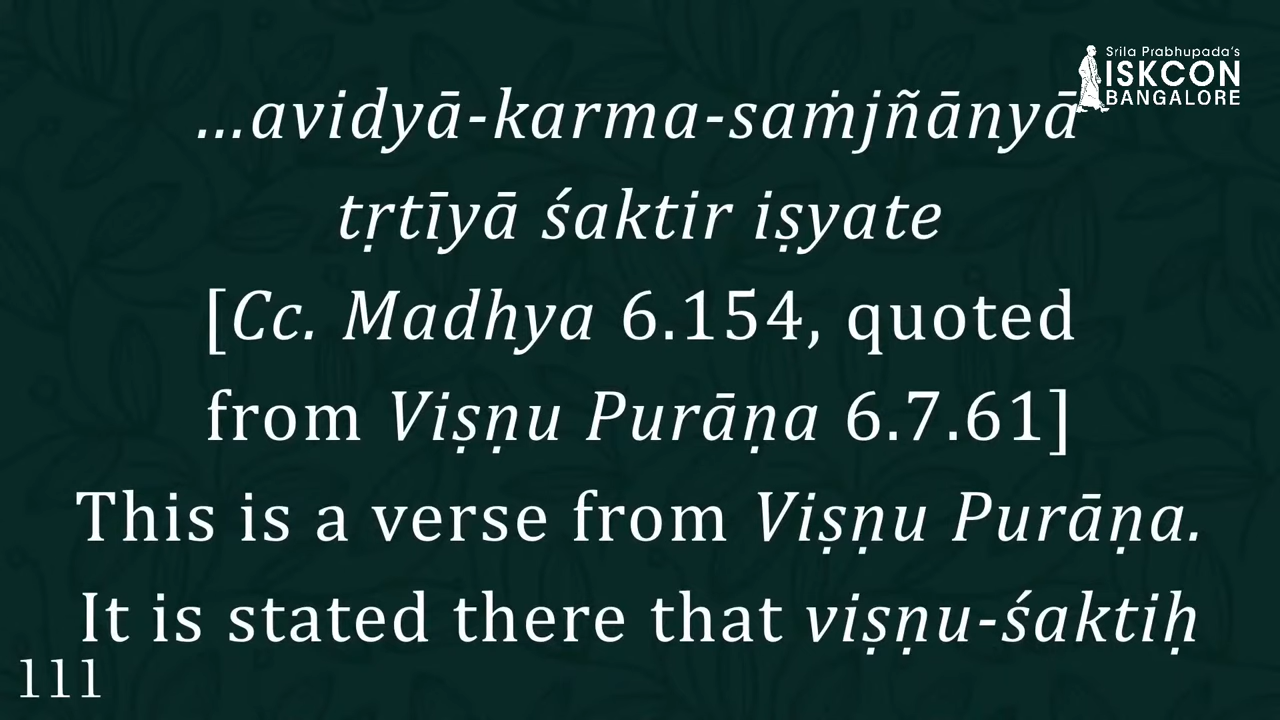 Srila Prabhupada's
ISKCON
BANGALORE
...avidyā-karma-saṁjñānyā
tṛtīyā śaktir iṣyate
[Cc. Madhya 6.154, quoted
from Viṣṇu Purāṇa 6.7.61]
This is a verse from Viṣṇu Purāṇa.
It is stated there that viṣṇu-śaktiḥ
111